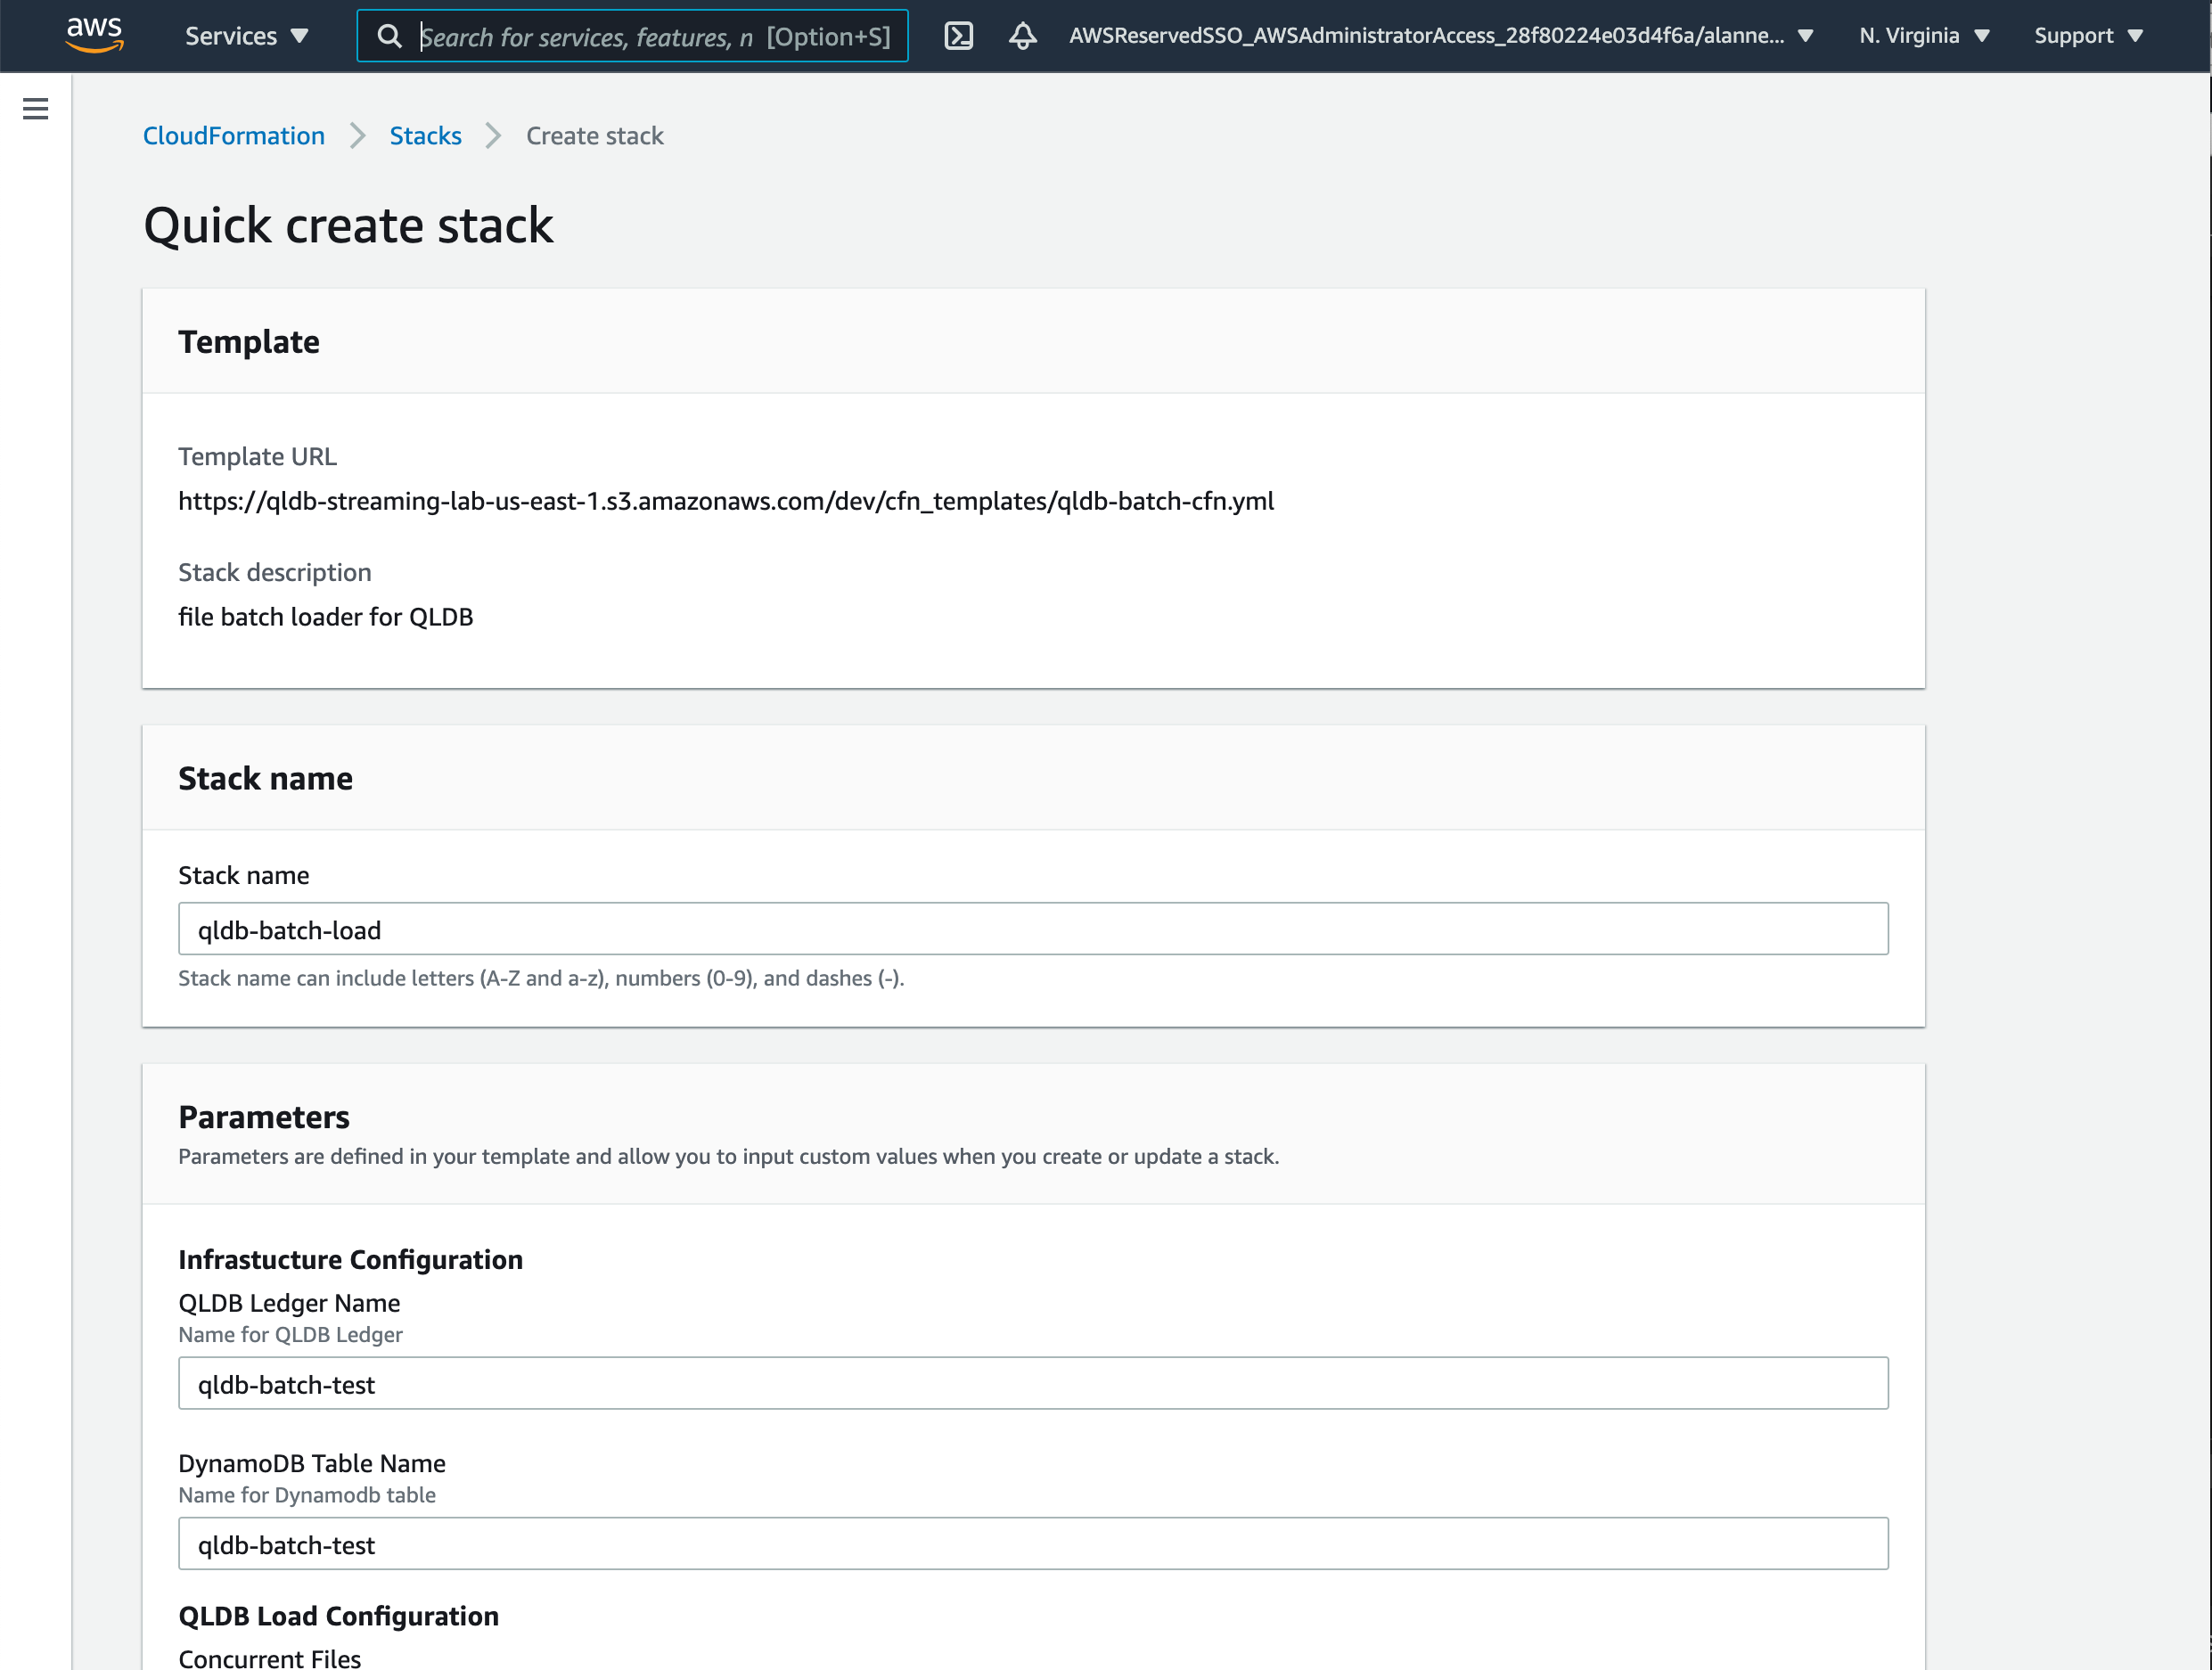 aws
Services
Search for services, features, n [Option+S]
AWSReservedSSO_AWSAdministratorAccess_28f80224e03d4f6a/alanne...
N. Virginia
Support
CloudFormation
Stacks
Create stack
Quick create stack
Template
Template URL
https://qldb-streaming-lab-us-east-1.s3.amazonaws.com/dev/cfn_templates/qldb-batch-cfn.yml
Stack description
file batch loader for QLDB
Stack name
Stack name
qldb-batch-load
Stack name can include letters (A-Z and a-z), numbers (0-9), and dashes (-).
Parameters
Parameters are defined in your template and allow you to input custom values when you create or update a stack.
Infrastucture Configuration
QLDB Ledger Name
Name for QLDB Ledger
qldb-batch-test
DynamoDB Table Name
Name for Dynamodb table
qldb-batch-test
QLDB Load Configuration
Concurrent Files